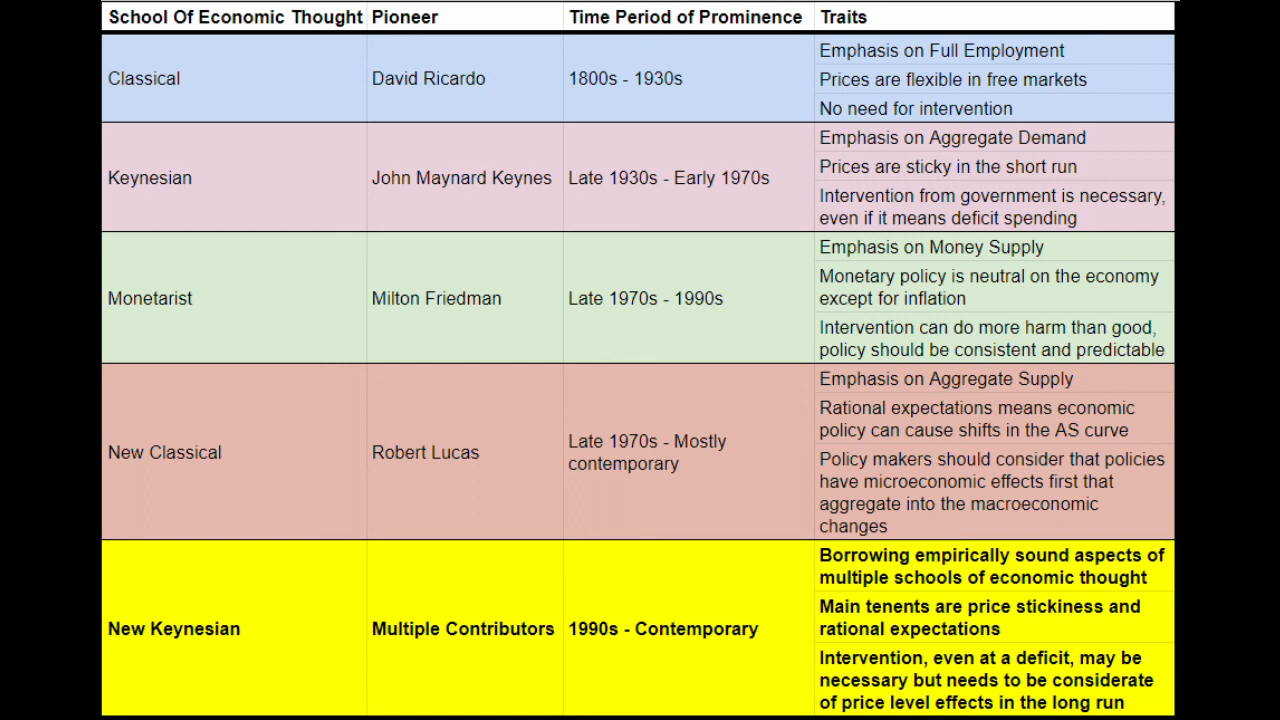 School Of Economic Thought Pioneer Time Period of Prominence Traits
Classical David Ricardo 1800s - 1930s
Emphasis on Full Employment
Prices are flexible in free markets
No need for intervention
Keynesian John Maynard Keynes Late 1930s - Early 1970s
Emphasis on Aggregate Demand
Prices are sticky in the short run
Intervention from government is necessary,
even if it means deficit spending
Monetarist Milton Friedman Late 1970s - 1990s
Emphasis on Money Supply
Monetary policy is neutral on the economy
except for inflation
Intervention can do more harm than good,
policy should be consistent and predictable
New Classical Robert Lucas Late 1970s - Mostly
contemporary
Emphasis on Aggregate Supply
Rational expectations means economic
policy can cause shifts in the AS curve
Policy makers should consider that policies
have microeconomic effects first that
aggregate into the macroeconomic
changes
New Keynesian Multiple Contributors 1990s - Contemporary
Borrowing empirically sound aspects of
multiple schools of economic thought
Main tenents are price stickiness and
rational expectations
Intervention, even at a deficit, may be
necessary but needs to be considerate
of price level effects in the long run